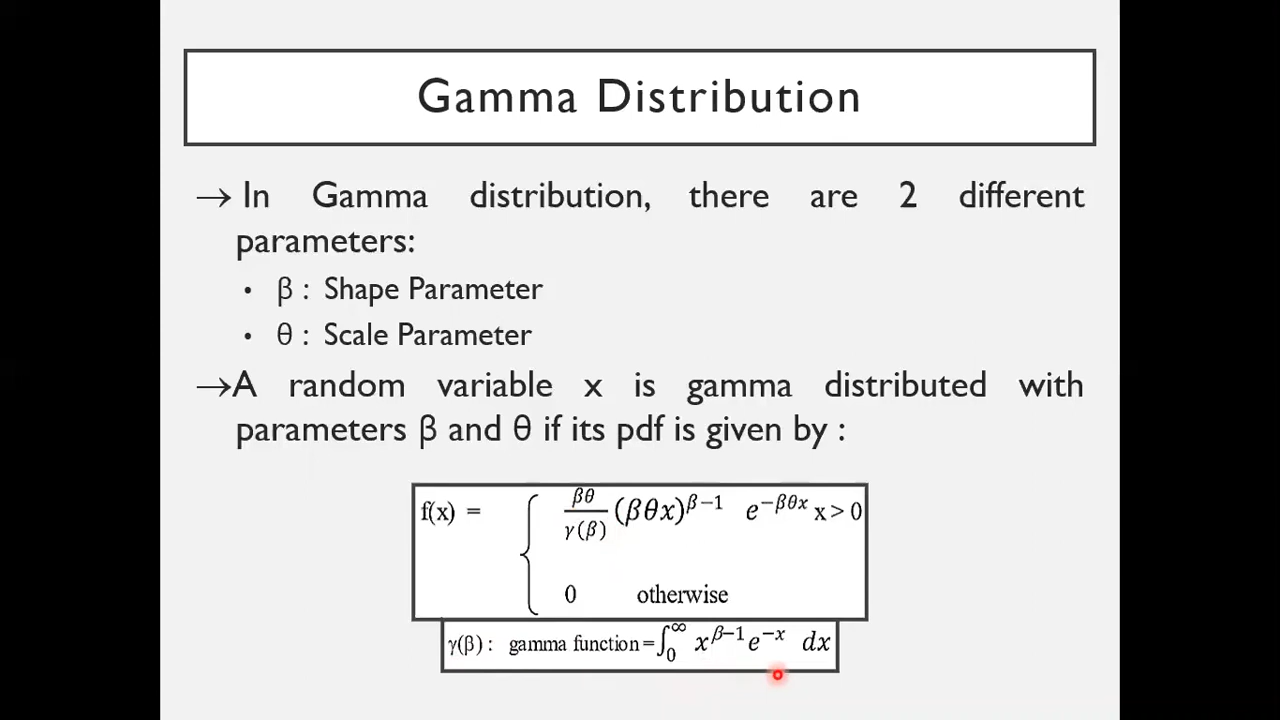 Gamma Distribution
→ In Gamma distribution, there are 2 different
parameters:
• β : Shape Parameter
• θ : Scale Parameter
→A random variable x is gamma distributed with
parameters β and θ if its pdf is given by :
f(x) = { βθ/γ(β) (βθx)^{β−1} e^{−βθx} x > 0
0 otherwise
γ(β) : gamma function = ∫₀^∞ x^{β−1} e^{−x} dx